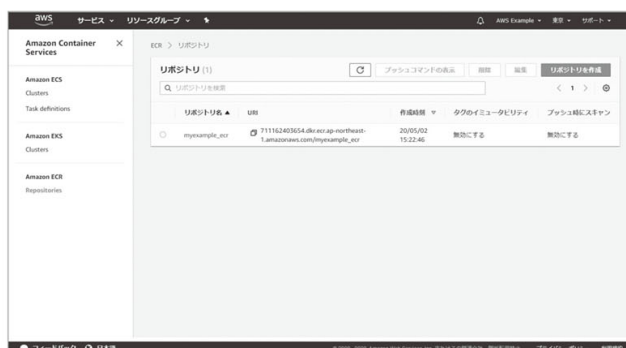 aws
サービス
リソースグループ
AWS Example
東京
サポート
Amazon Container Services
Amazon ECS
Clusters
Task definitions
Amazon EKS
Clusters
Amazon ECR
Repositories
ECR > リポジトリ
リポジトリ (1)
プッシュコマンドの表示
削除
編集
リポジトリを作成
リポジトリを検索
1
リポジトリ名
URI
作成時刻
タグのイミュータビリティ
プッシュ時にスキャン
myexample_ecr
711162403654.dkr.ecr.ap-northeast-
1.amazonaws.com/myexample_ecr
20/05/02
15:22:46
無効にする
無効にする
フィードバック
日本語